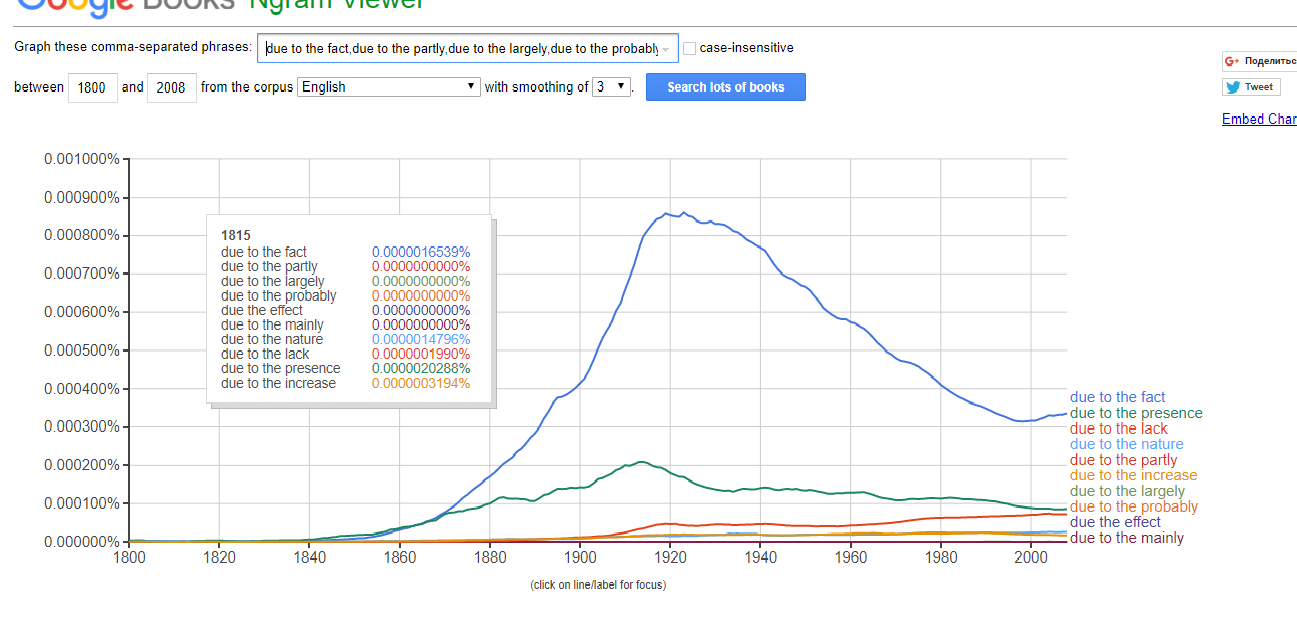 Google Books Ngram Viewer
Graph these comma-separated phrases: due to the fact,due to the partly,due to the largely,due to the probably case-insensitive
G+ Поделитьс
between 1800 and 2008 from the corpus English with smoothing of 3 . Search lots of books
Tweet
Embed Char
0.001000%
0.000900%
0.000800%
0.000700%
0.000600%
0.000500%
0.000400%
0.000300%
0.000200%
0.000100%
0.000000%
1815
due to the fact 0.0000016539%
due to the partly 0.0000000000%
due to the largely 0.0000000000%
due to the probably 0.0000000000%
due the effect 0.0000000000%
due to the mainly 0.0000000000%
due to the nature 0.0000014796%
due to the lack 0.0000001990%
due to the presence 0.0000020288%
due to the increase 0.0000003194%
due to the fact
due to the presence
due to the lack
due to the nature
due to the partly
due to the increase
due to the largely
due to the probably
due the effect
due to the mainly
1800 1820 1840 1860 1880 1900 1920 1940 1960 1980 2000
(click on line/label for focus)